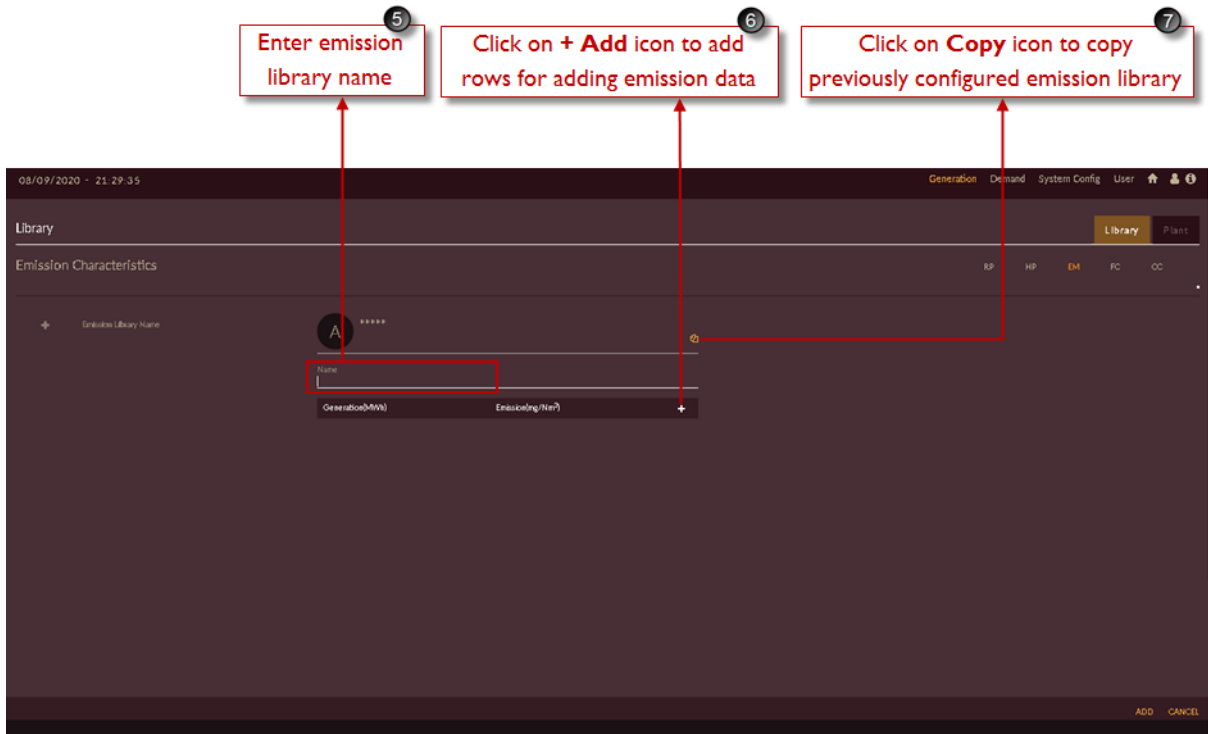 5
Enter emission
library name
6
Click on + Add icon to add
rows for adding emission data
7
Click on Copy icon to copy
previously configured emission library
08/09/2020 - 21:29:35
Generation Demand System Config User
Library
Library Plant
Emission Characteristics
RP HP EM FC CC
Emission Library Name
A *****
Name
Generation(MWh) Emission(mg/Nm³) +
ADD CANCEL